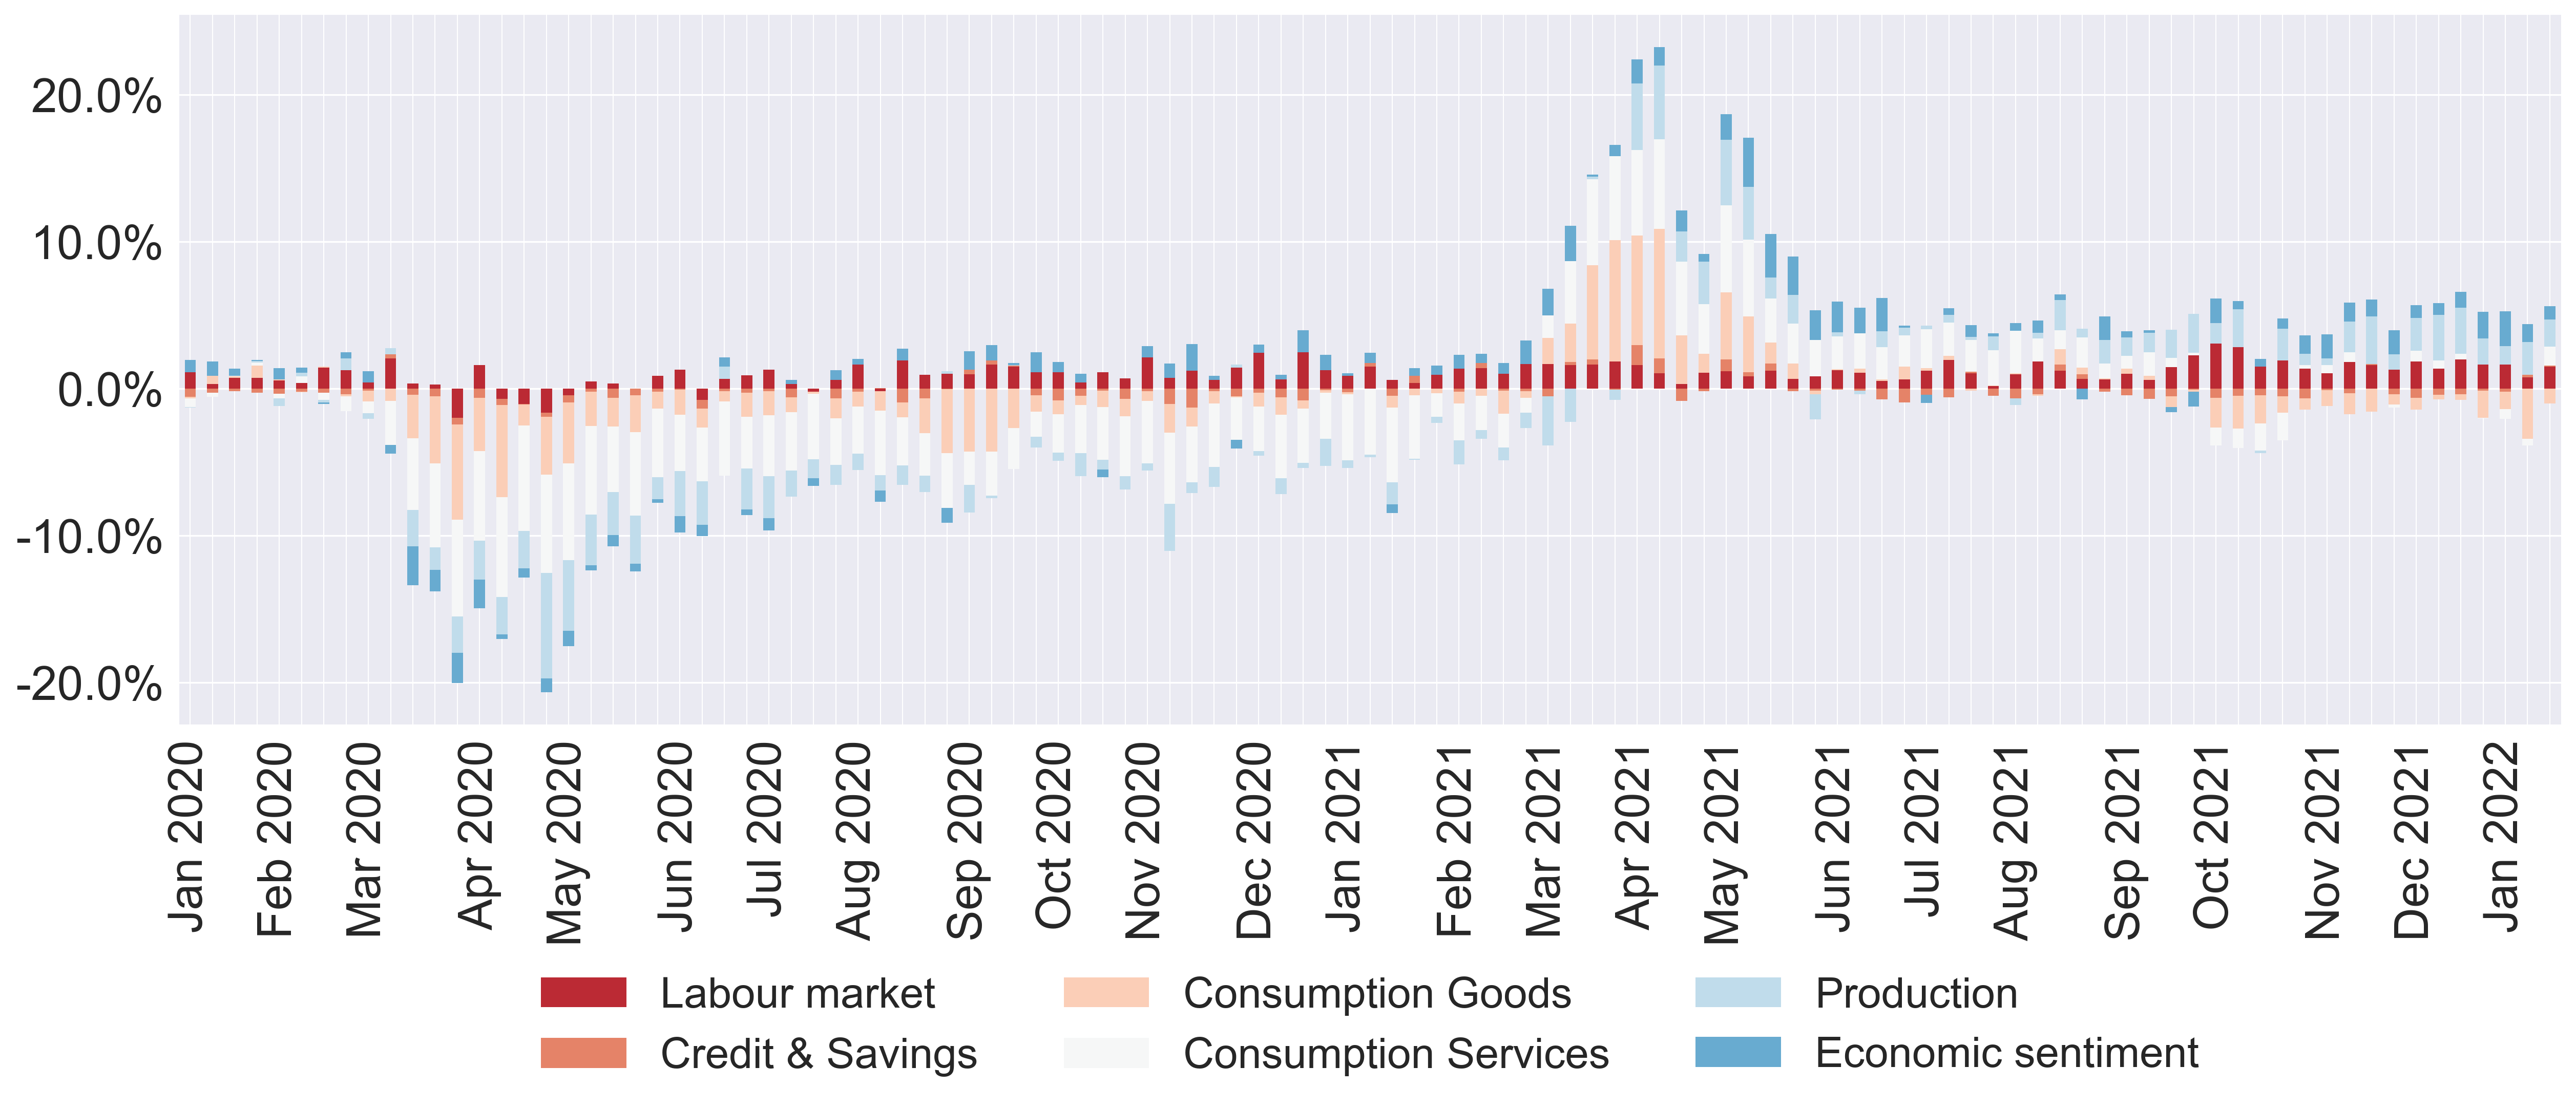 20.0%
10.0%
0.0%
-10.0%
-20.0%
Jan 2020
Feb 2020
Mar 2020
Apr 2020
May 2020
Jun 2020
Jul 2020
Aug 2020
Sep 2020
Oct 2020
Nov 2020
Dec 2020
Jan 2021
Feb 2021
Mar 2021
Apr 2021
May 2021
Jun 2021
Jul 2021
Aug 2021
Sep 2021
Oct 2021
Nov 2021
Dec 2021
Jan 2022
Labour market
Consumption Goods
Production
Credit & Savings
Consumption Services
Economic sentiment